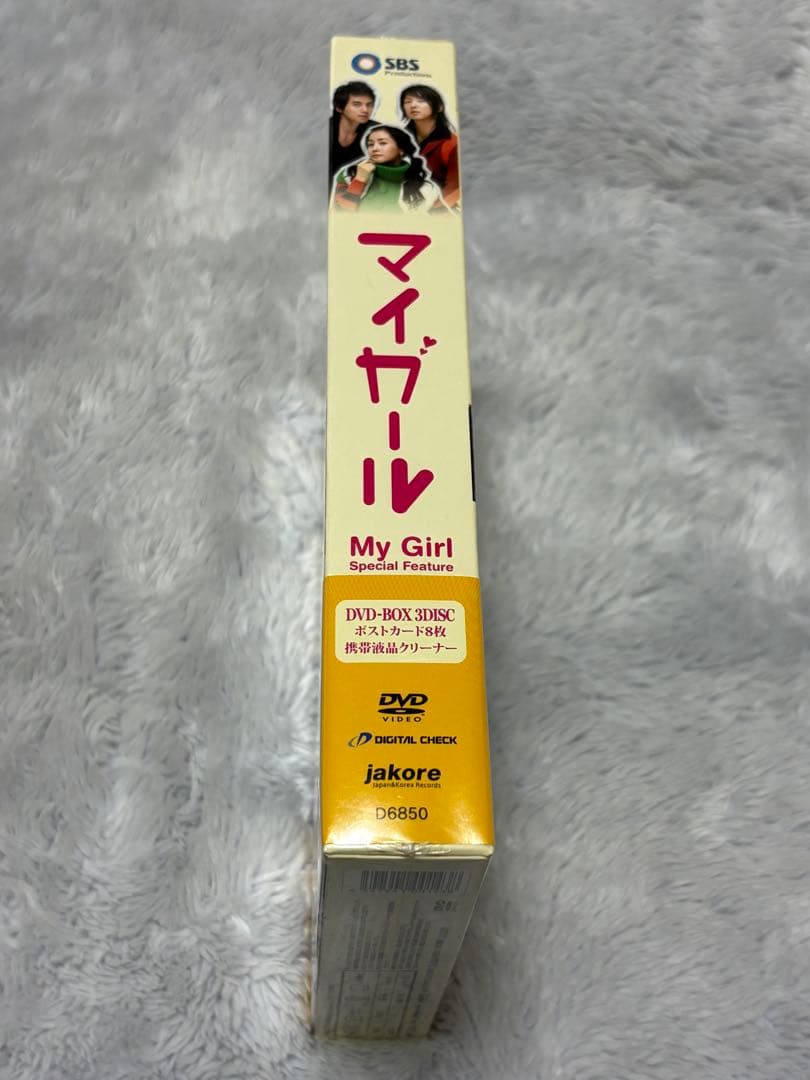 SBS
Productions
マイガール
My Girl
Special Feature
DVD-BOX 3DISC
ポストカード8枚
携帯液晶クリーナー
DVD
VIDEO
DIGITAL CHECK
jakore
Japan&Korea Records
D6850